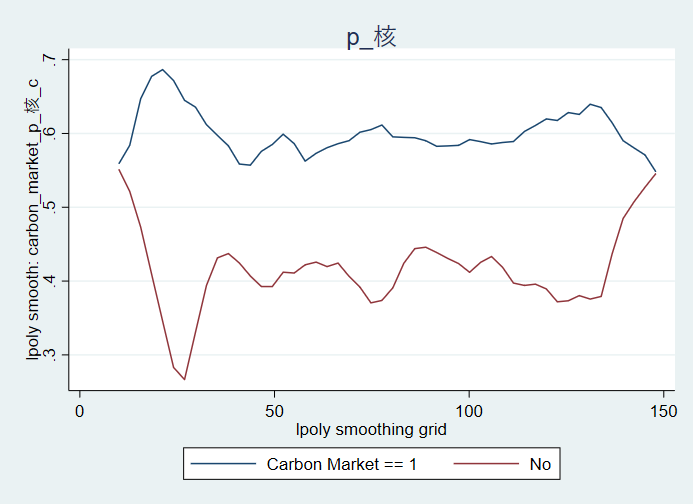 p_核
lpoly smooth: carbon_market_p_核_c
.7
.6
.5
.4
.3
0
50
100
150
lpoly smoothing grid
Carbon Market == 1
No